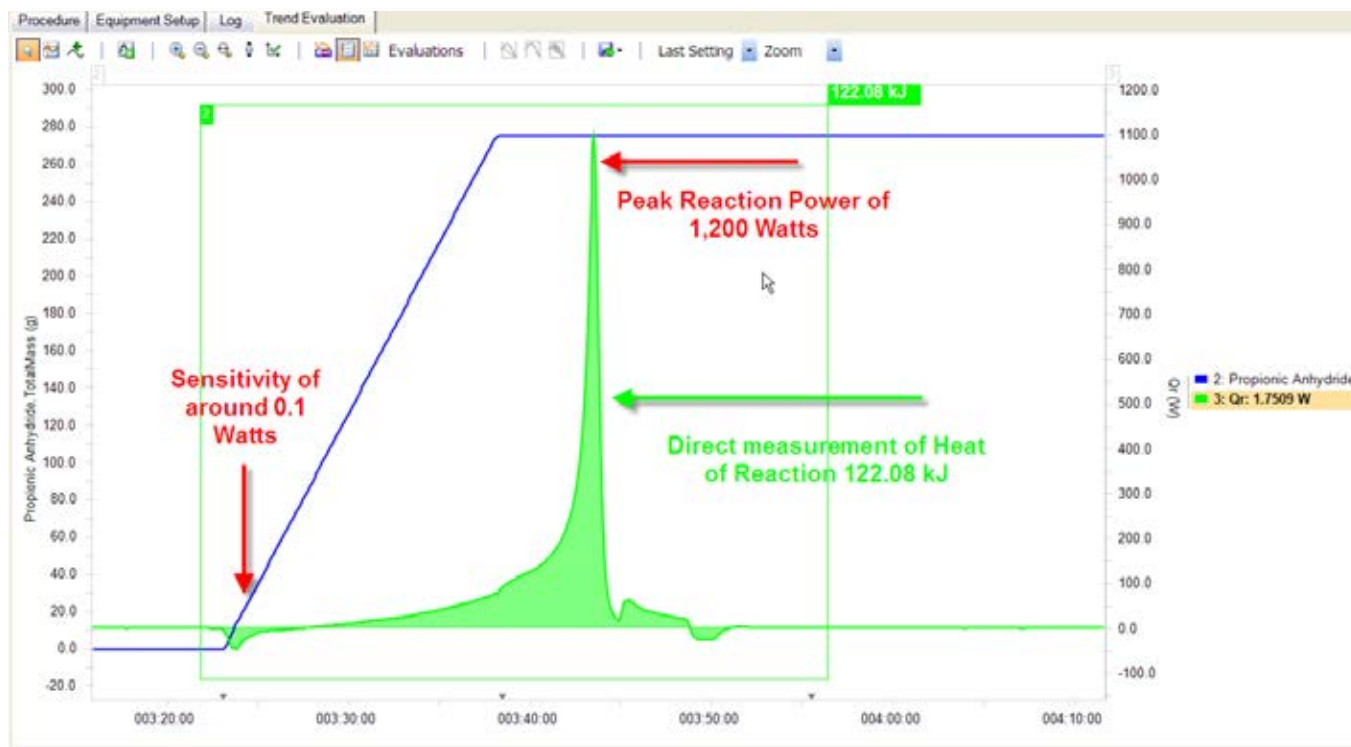 Procedure Equipment Setup Log Trend Evaluation
Evaluations Last Setting Zoom
2
3
300.0
280.0
260.0
240.0
220.0
200.0
180.0
160.0
140.0
120.0
100.0
80.0
60.0
40.0
20.0
0.0
-20.0
Propionic Anhydride, TotalMass (g)
2
122.08 kJ
Peak Reaction Power of
1,200 Watts
Sensitivity of
around 0.1
Watts
Direct measurement of Heat
of Reaction 122.08 kJ
1200.0
1100.0
1000.0
900.0
800.0
700.0
600.0
500.0
400.0
300.0
200.0
100.0
0.0
-100.0
Qr (W)
2: Propionic Anhydride
3: Qr: 1.7509 W
003:20:00 003:30:00 003:40:00 003:50:00 004:00:00 004:10:00